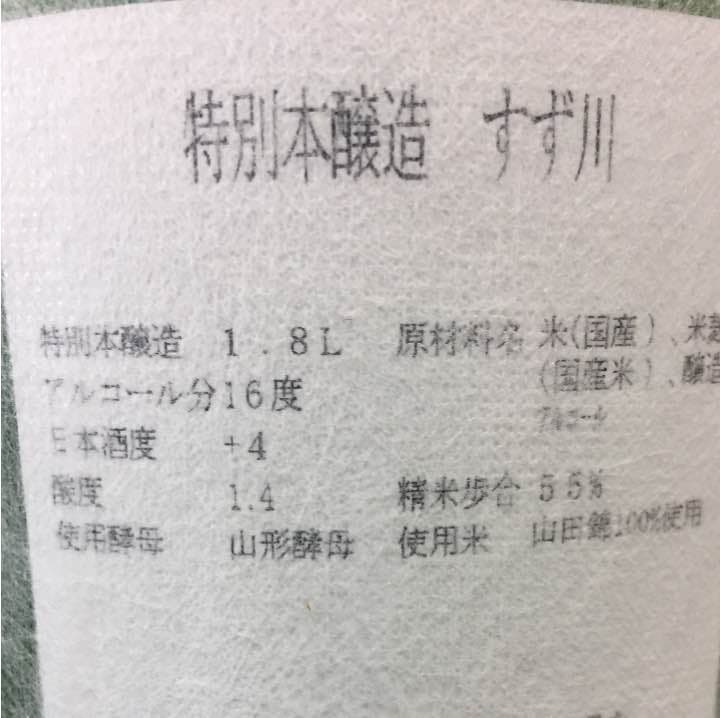 特別本醸造 すず川
特別本醸造 1.8L 原材料名 米(国産)、米麹
(国産米)、醸造
アルコール
アルコール分16度
日本酒度 +4
酸度 1.4 精米歩合 55%
使用酵母 山形酵母 使用米 山田錦100%使用